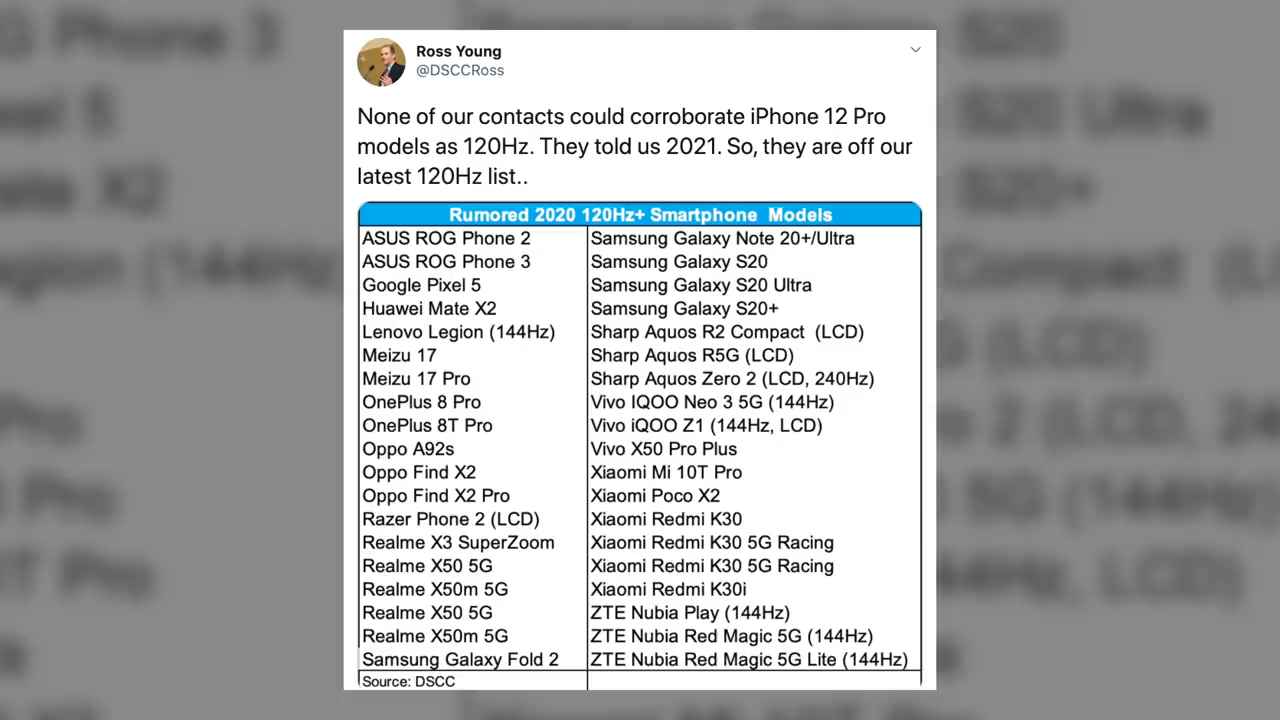 Ross Young
@DSCCRoss
None of our contacts could corroborate iPhone 12 Pro
models as 120Hz. They told us 2021. So, they are off our
latest 120Hz list..
Rumored 2020 120Hz+ Smartphone Models
ASUS ROG Phone 2
ASUS ROG Phone 3
Google Pixel 5
Huawei Mate X2
Lenovo Legion (144Hz)
Meizu 17
Meizu 17 Pro
OnePlus 8 Pro
OnePlus 8T Pro
Oppo A92s
Oppo Find X2
Oppo Find X2 Pro
Razer Phone 2 (LCD)
Realme X3 SuperZoom
Realme X50 5G
Realme X50m 5G
Realme X50 5G
Realme X50m 5G
Samsung Galaxy Fold 2
Samsung Galaxy Note 20+/Ultra
Samsung Galaxy S20
Samsung Galaxy S20 Ultra
Samsung Galaxy S20+
Sharp Aquos R2 Compact (LCD)
Sharp Aquos R5G (LCD)
Sharp Aquos Zero 2 (LCD, 240Hz)
Vivo IQOO Neo 3 5G (144Hz)
Vivo iQOO Z1 (144Hz, LCD)
Vivo X50 Pro Plus
Xiaomi Mi 10T Pro
Xiaomi Poco X2
Xiaomi Redmi K30
Xiaomi Redmi K30 5G Racing
Xiaomi Redmi K30 5G Racing
Xiaomi Redmi K30i
ZTE Nubia Play (144Hz)
ZTE Nubia Red Magic 5G (144Hz)
ZTE Nubia Red Magic 5G Lite (144Hz)
Source: DSCC